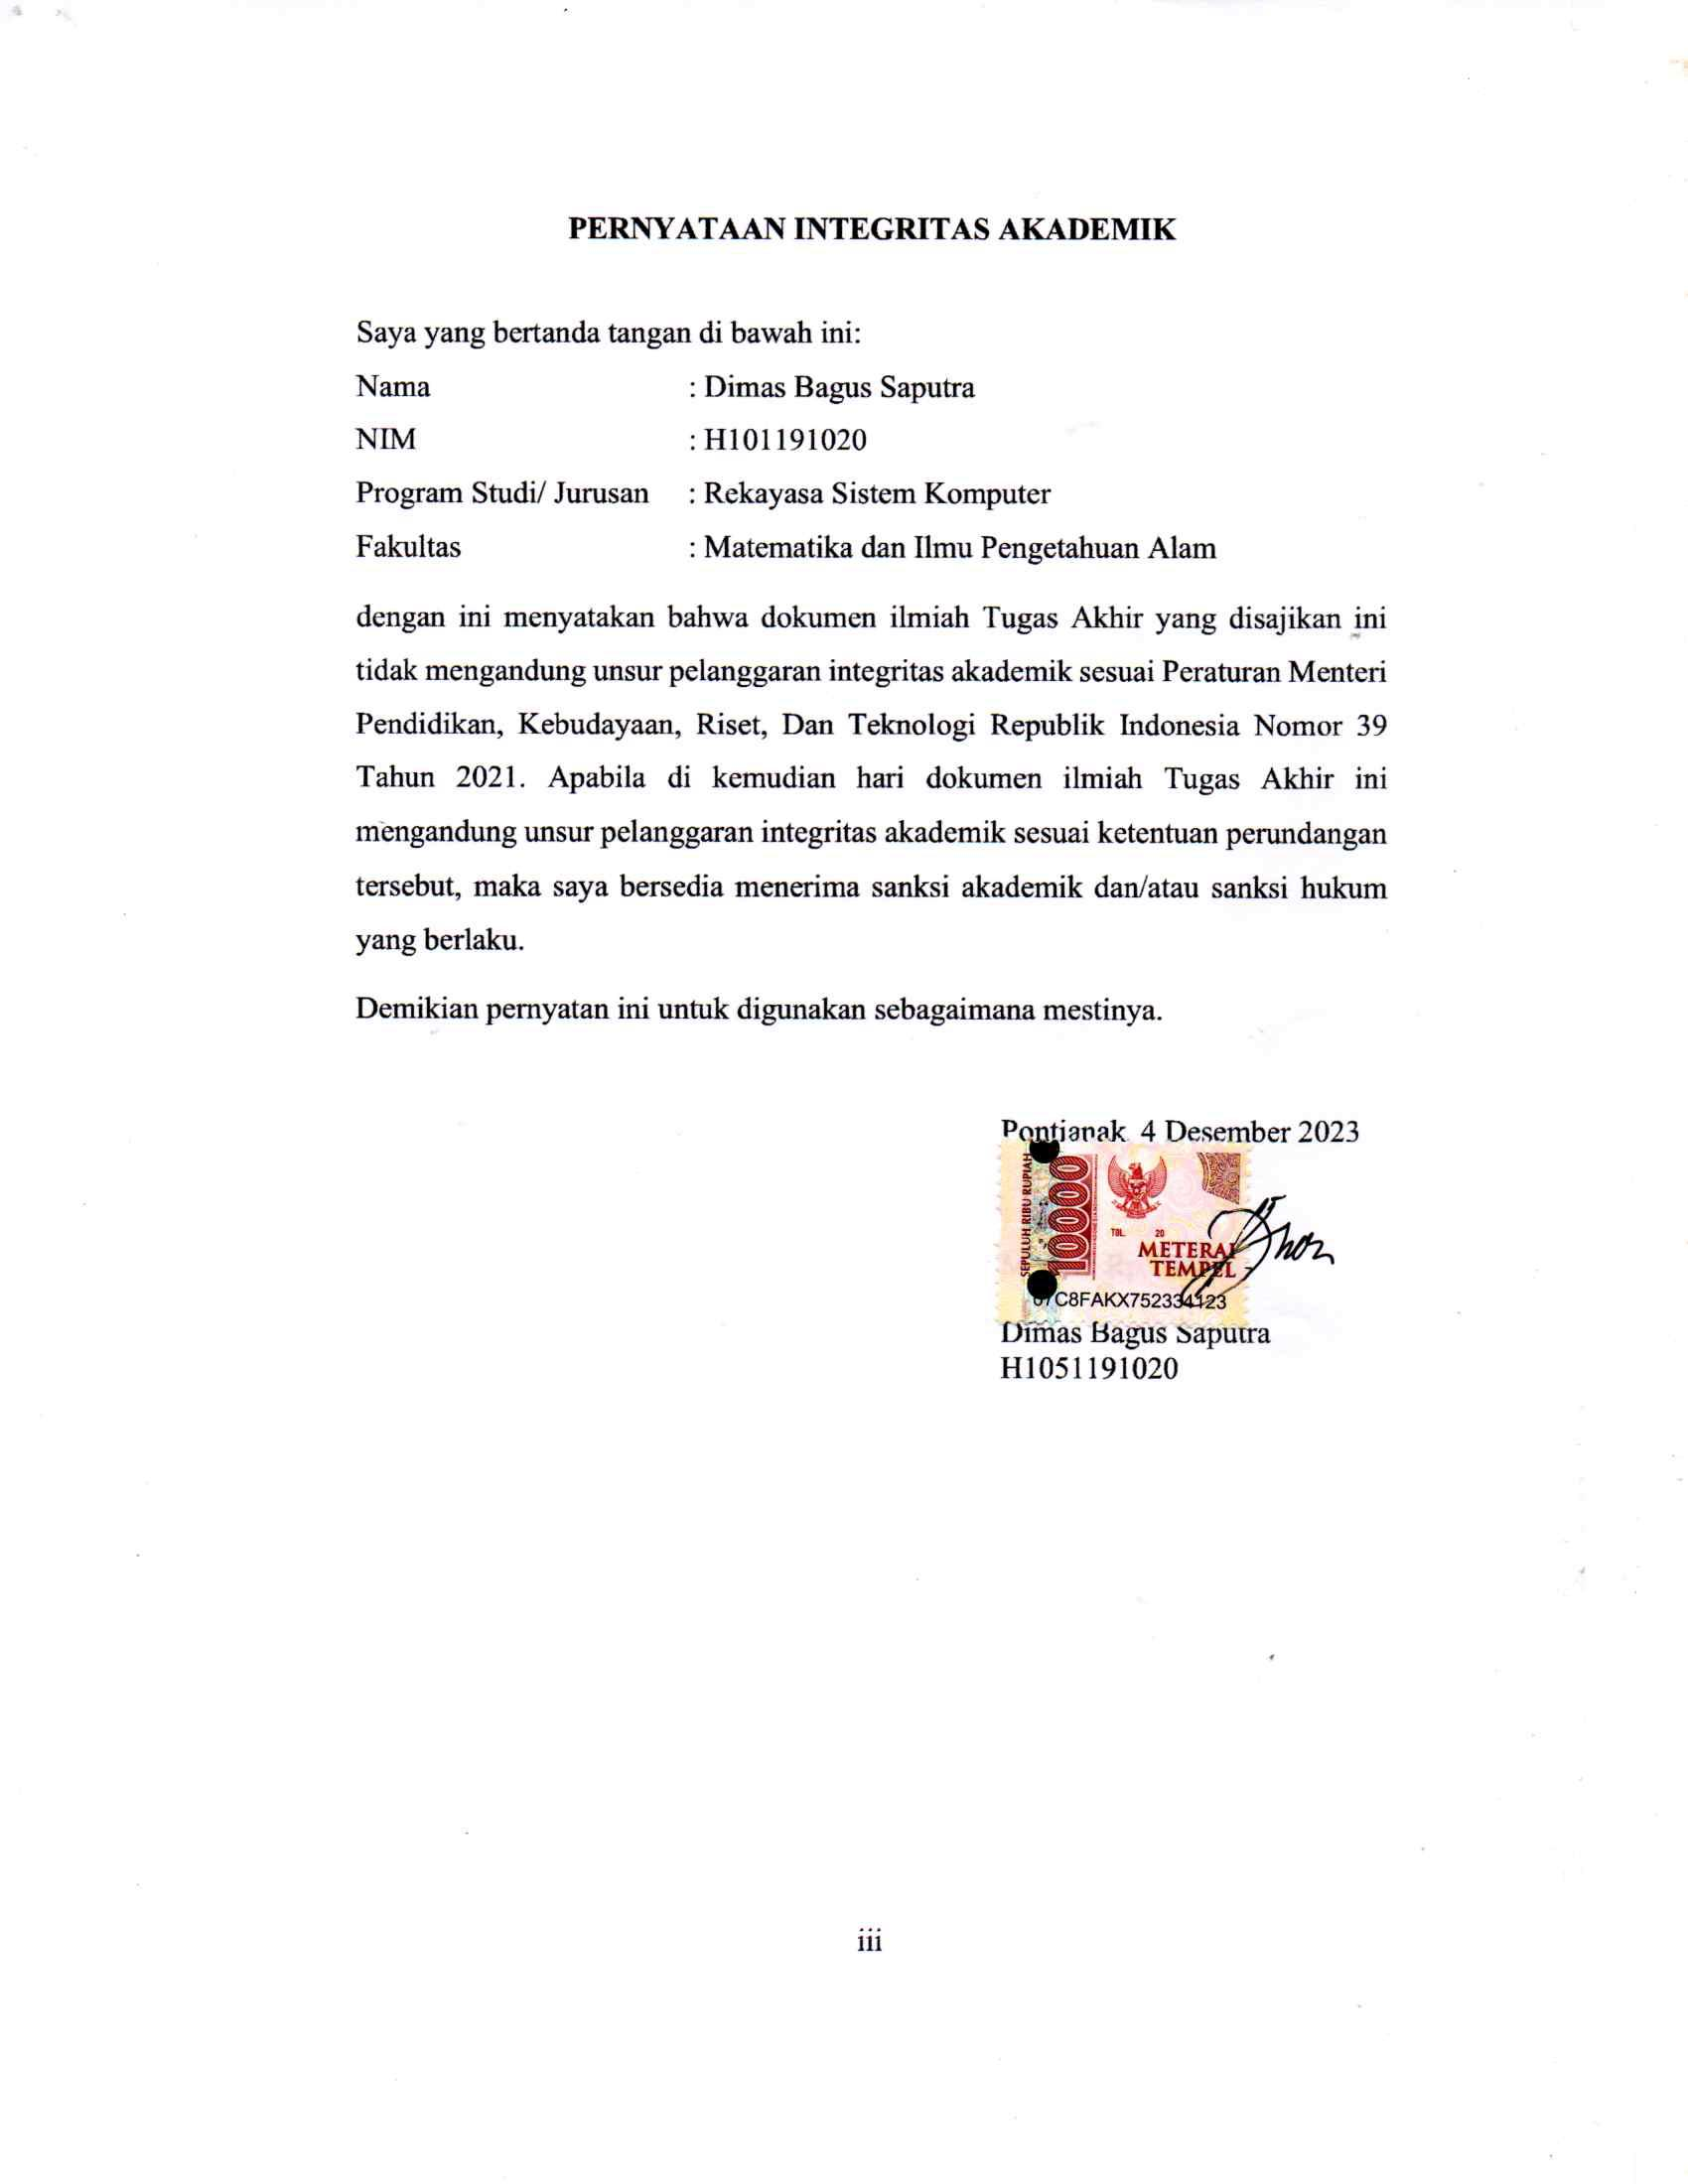 PERNYATAAN INTEGRITAS AKADEMIK
Saya yang bertanda tangan di bawah ini:
Nama : Dimas Bagus Saputra
NIM : H101191020
Program Studi/ Jurusan : Rekayasa Sistem Komputer
Fakultas : Matematika dan Ilmu Pengetahuan Alam
dengan ini menyatakan bahwa dokumen ilmiah Tugas Akhir yang disajikan ini
tidak mengandung unsur pelanggaran integritas akademik sesuai Peraturan Menteri
Pendidikan, Kebudayaan, Riset, Dan Teknologi Republik Indonesia Nomor 39
Tahun 2021. Apabila di kemudian hari dokumen ilmiah Tugas Akhir ini
mengandung unsur pelanggaran integritas akademik sesuai ketentuan perundangan
tersebut, maka saya bersedia menerima sanksi akademik dan/atau sanksi hukum
yang berlaku.
Demikian pernyatan ini untuk digunakan sebagaimana mestinya.
Pontianak 4 Desember 2023
SEPULUH RIBU RUPIAH
10000
TGL. 20
METERAI
TEMPEL
C8FAKX752334123
Dimas Bagus Saputra
H1051191020
iii